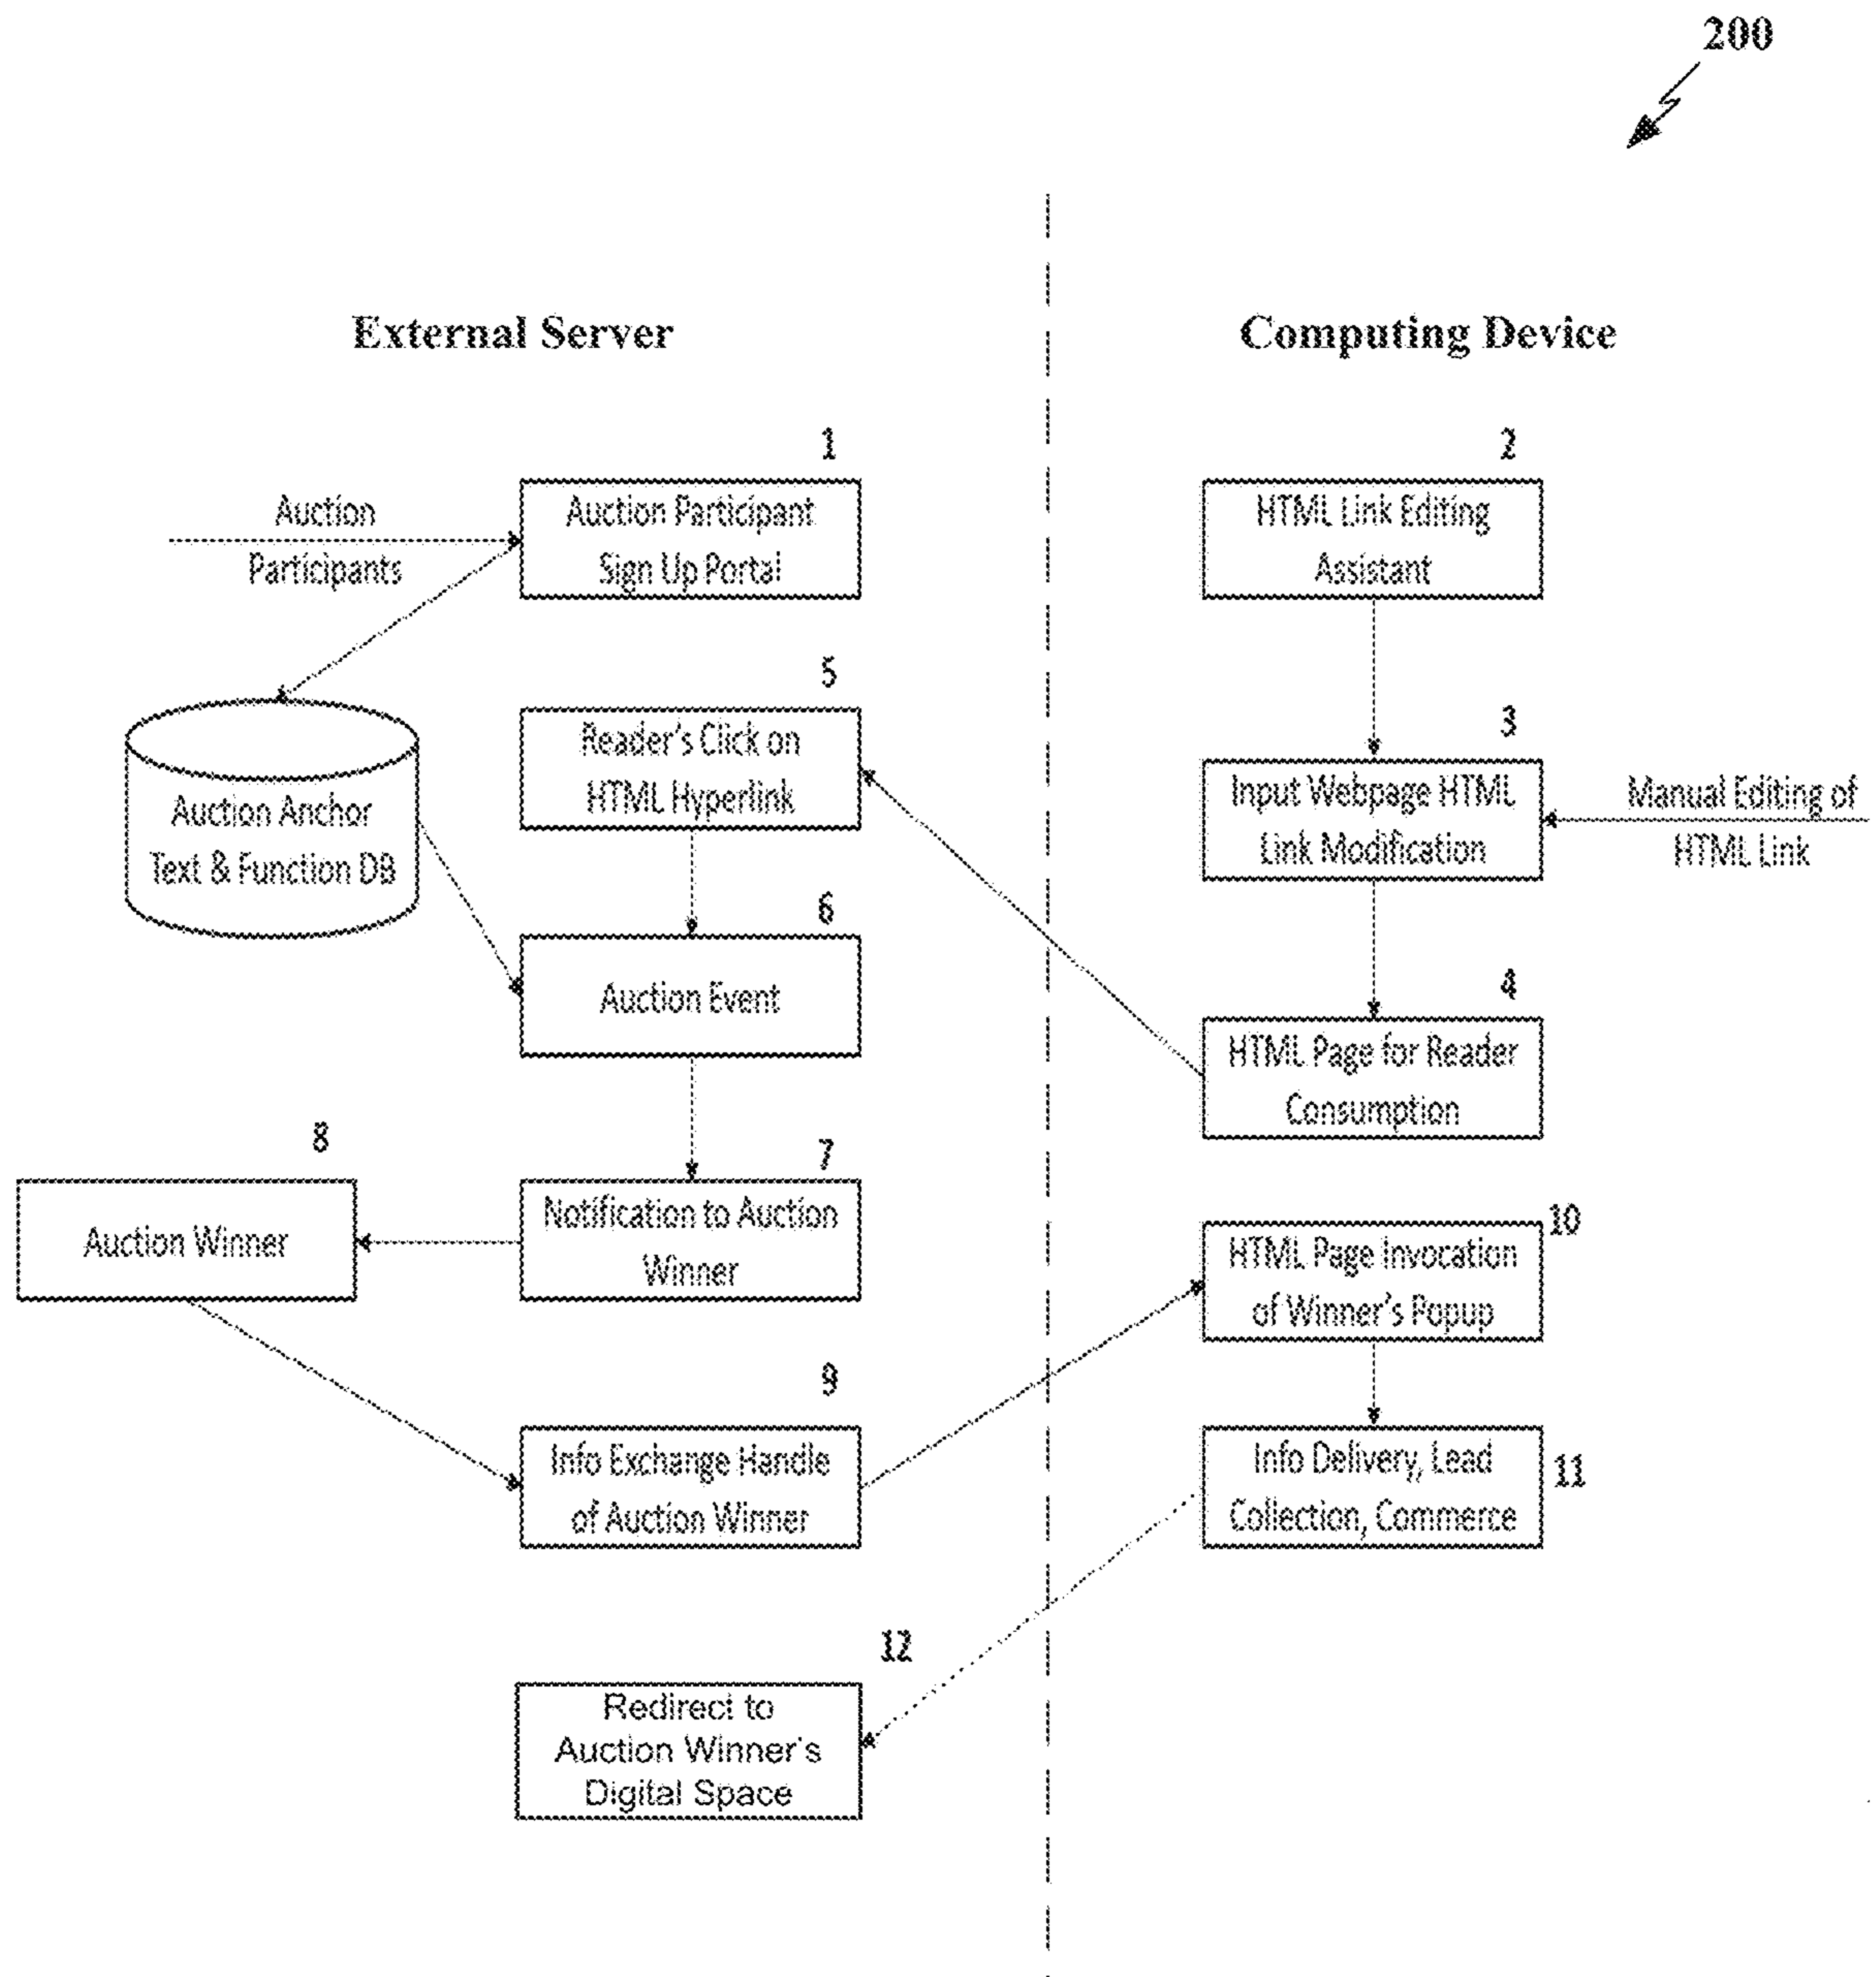 200
External Server
Computing Device
1
Auction
Participants
Auction Participant
Sign Up Portal
2
HTML Link Editing
Assistant
5
Reader's Click on
HTML Hyperlink
3
Input Webpage HTML
Link Modification
Manual Editing of
HTML Link
Auction Anchor
Text & Function DB
6
Auction Event
4
HTML Page for Reader
Consumption
8
Auction Winner
7
Notification to Auction
Winner
10
HTML Page Invocation
of Winner's Popup
9
Info Exchange Handle
of Auction Winner
11
Info Delivery, Lead
Collection, Commerce
12
Redirect to
Auction Winner's
Digital Space